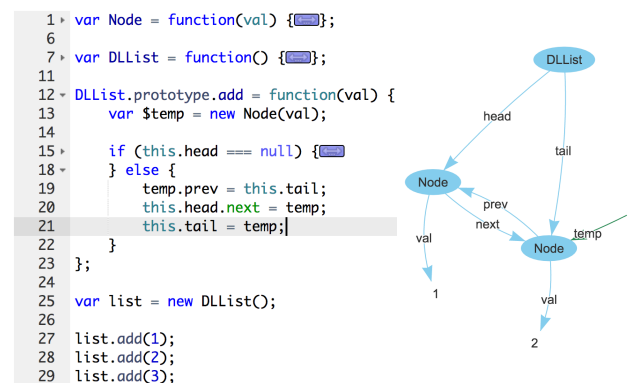 1 var Node = function(val) {};
6
7 var DLList = function() {};
11
12 DLList.prototype.add = function(val) {
13 var $temp = new Node(val);
14
15 if (this.head === null) {
18 } else {
19 temp.prev = this.tail;
20 this.head.next = temp;
21 this.tail = temp;
22 }
23 };
24
25 var list = new DLList();
26
27 list.add(1);
28 list.add(2);
29 list.add(3);
DLList
head
tail
Node
prev
next
temp
Node
val
1
val
2